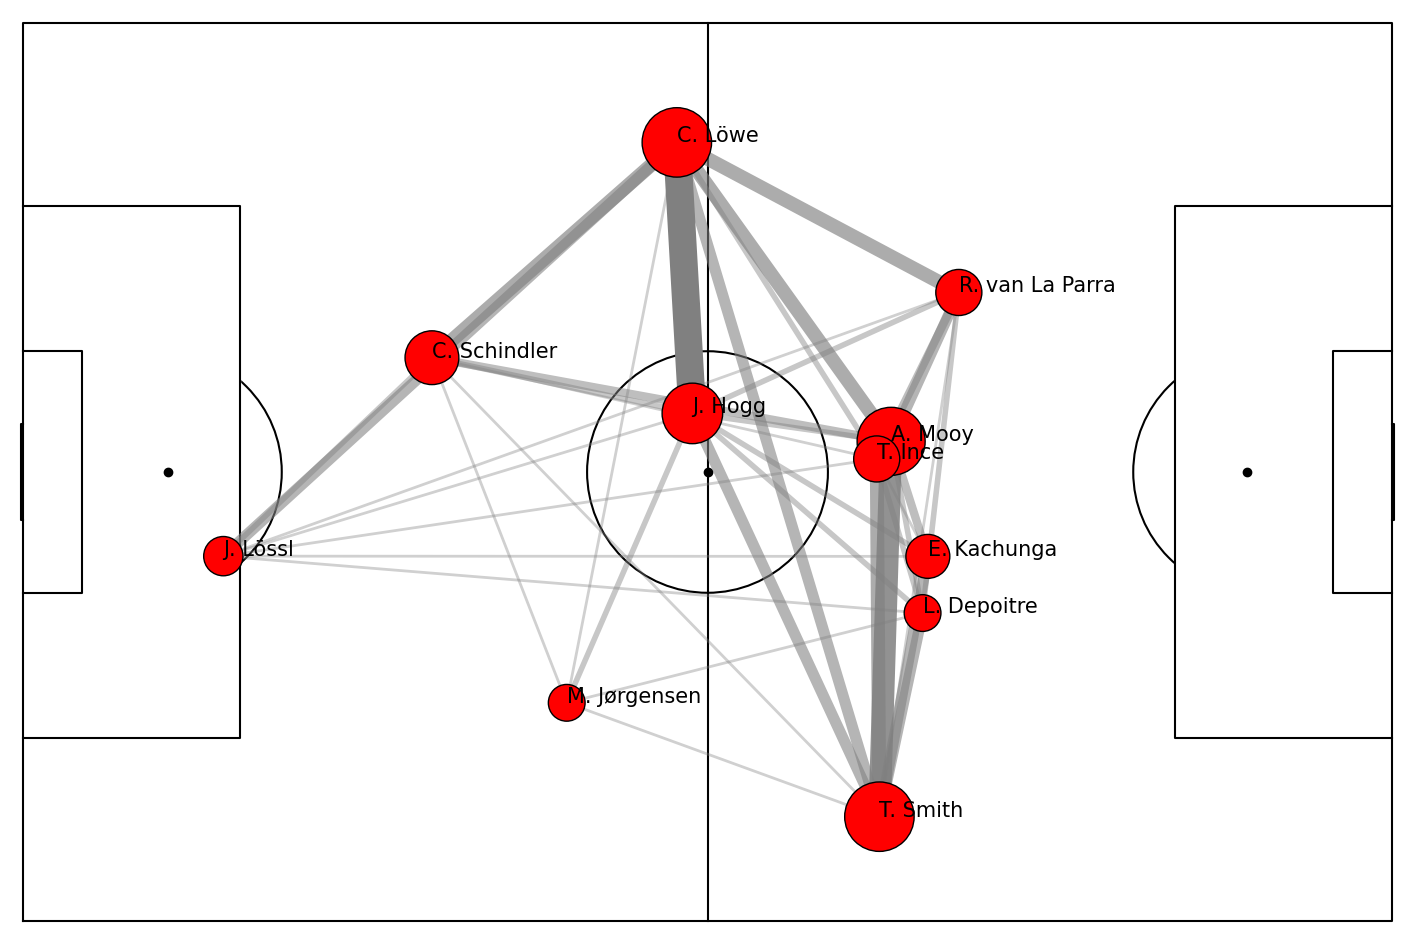 C. Löwe
R. van La Parra
C. Schindler
J. Hogg
A. Mooy
T. Ince
J. Lössl
E. Kachunga
L. Depoitre
M. Jørgensen
T. Smith